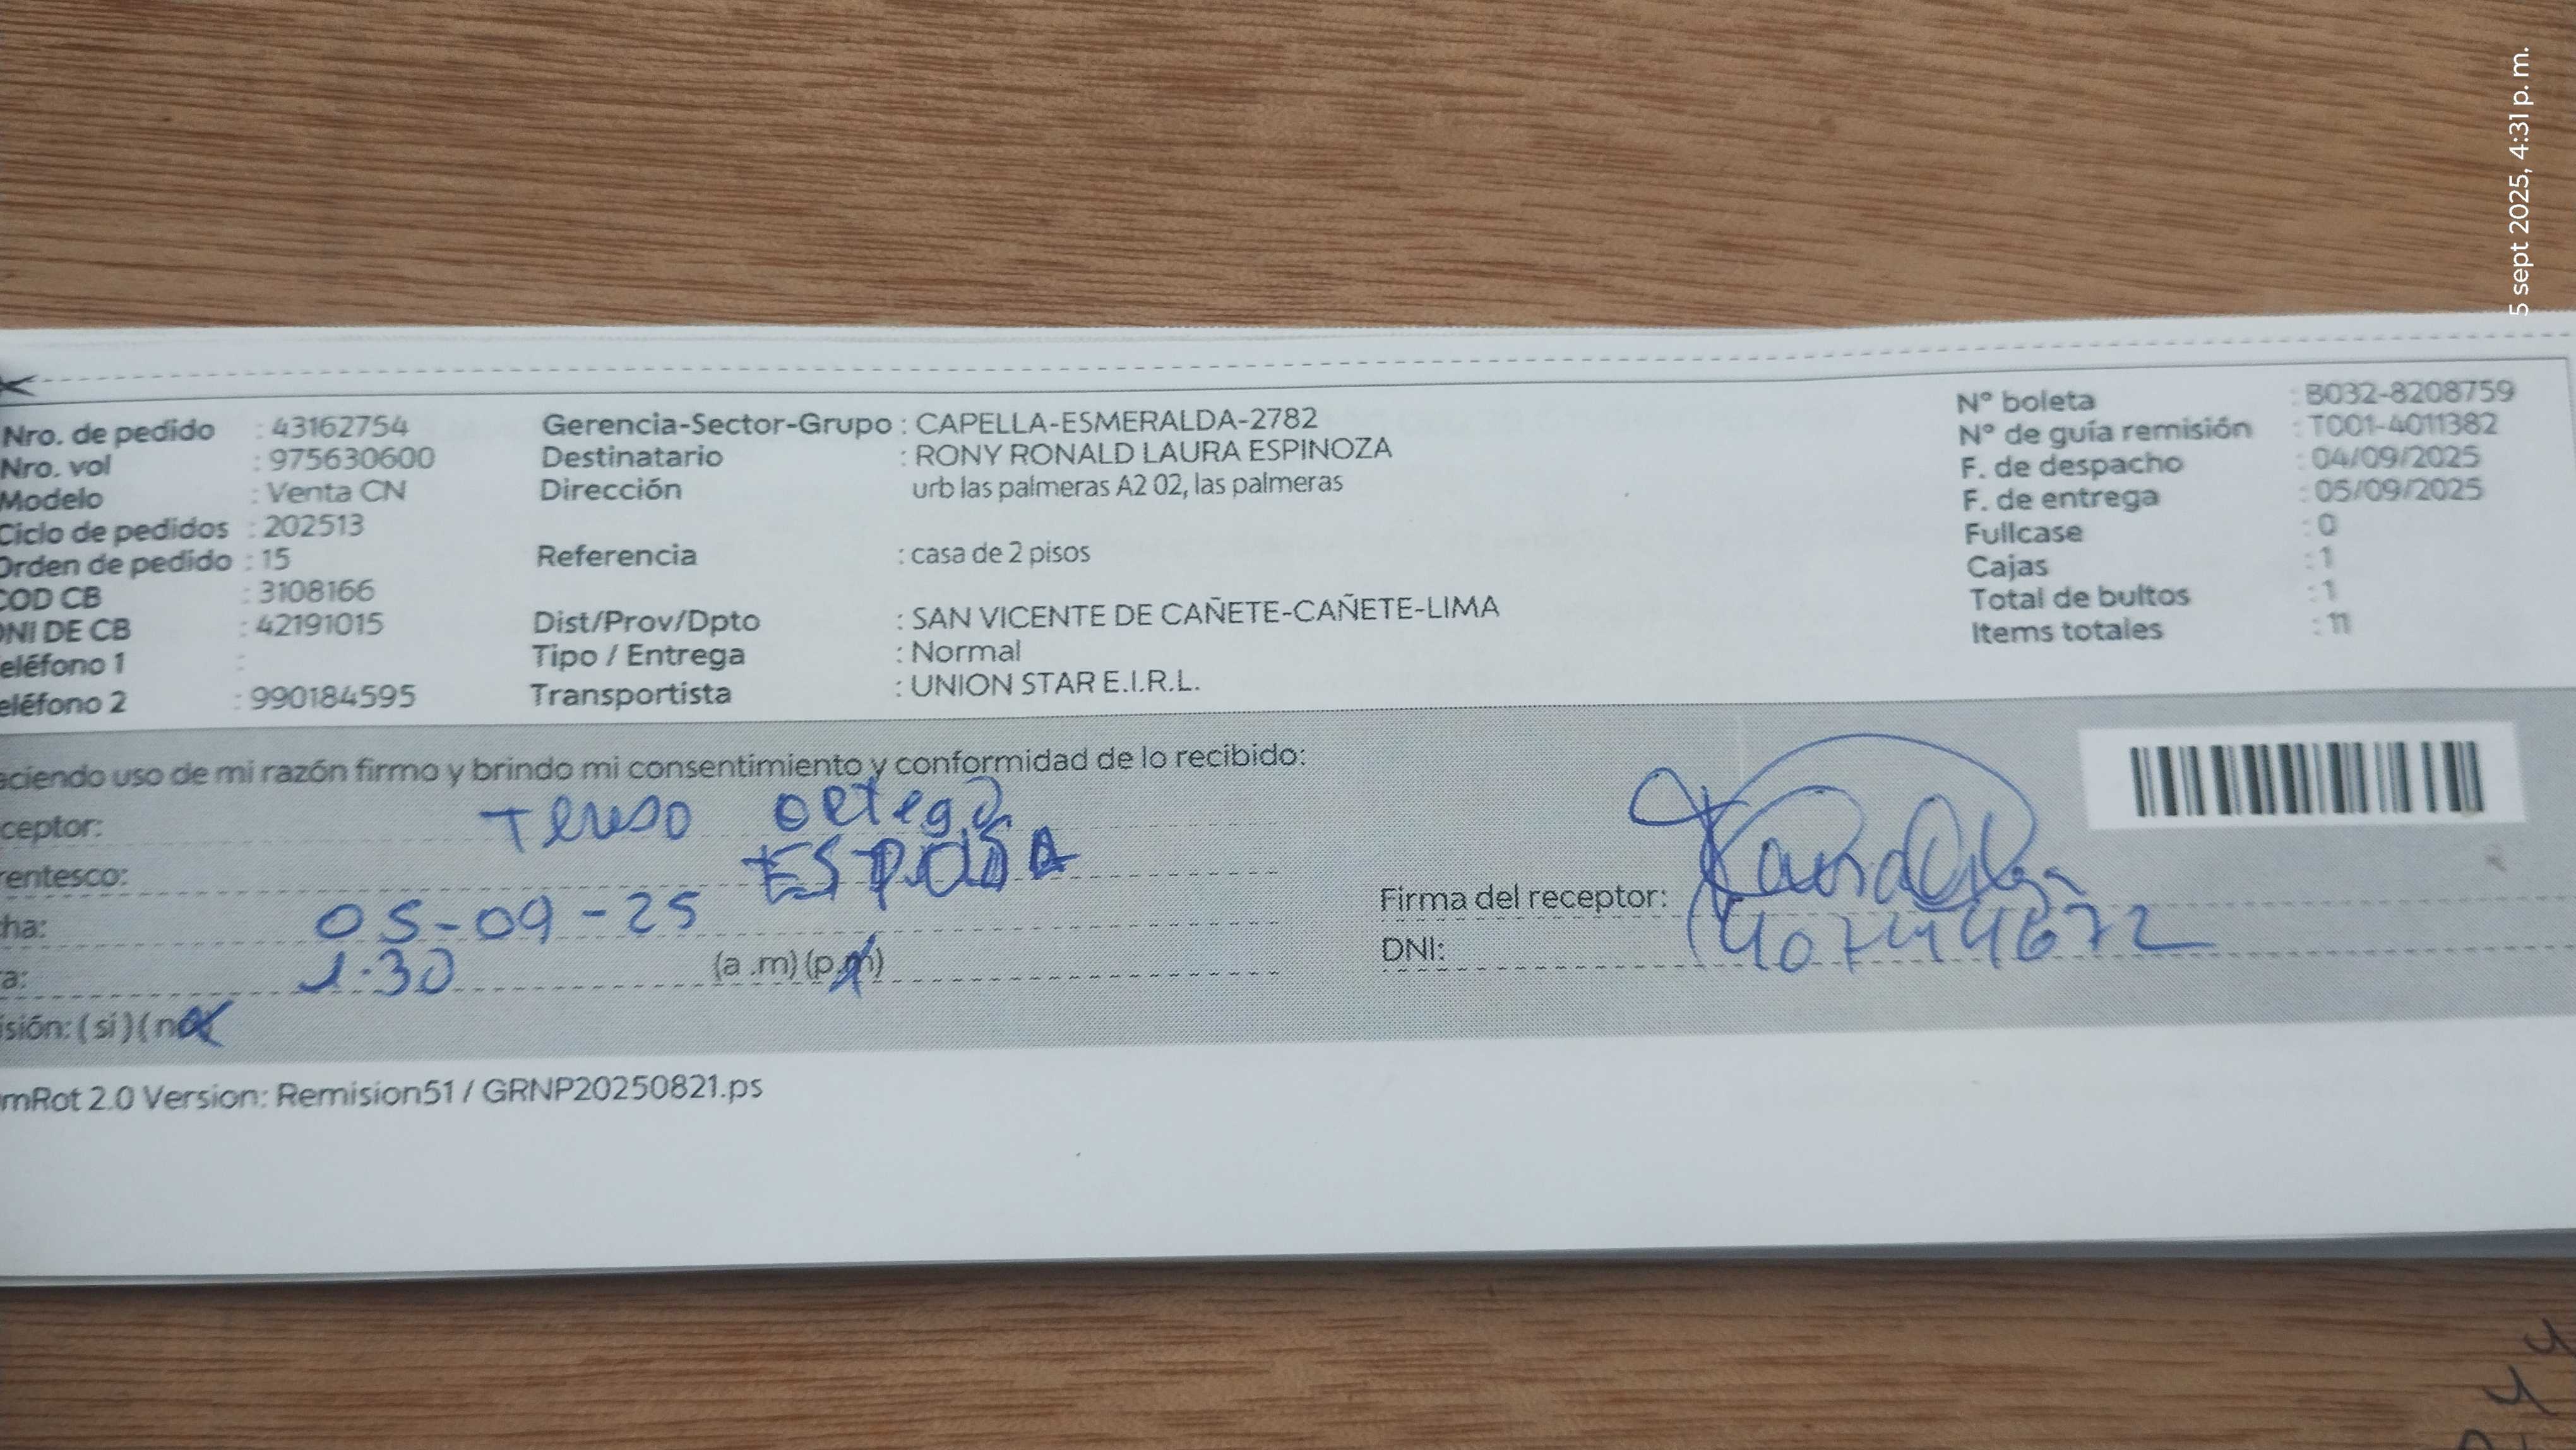 5 sept 2025, 4:31 p. m.
Nro. de pedido : 43162754
Nro. vol : 975630600
Modelo : Venta CN
Ciclo de pedidos : 202513
Orden de pedido : 15
COD CB : 3108166
DNI DE CB : 42191015
eléfono 1 :
eléfono 2 : 990184595
Gerencia-Sector-Grupo : CAPELLA-ESMERALDA-2782
Destinatario : RONY RONALD LAURA ESPINOZA
Dirección urb las palmeras A2 02, las palmeras
Referencia : casa de 2 pisos
Dist/Prov/Dpto : SAN VICENTE DE CAÑETE-CAÑETE-LIMA
Tipo / Entrega : Normal
Transportista : UNION STAR E.I.R.L.
N° boleta : B032-8208759
N° de guía remisión : T001-4011382
F. de despacho : 04/09/2025
F. de entrega : 05/09/2025
Fullcase : 0
Cajas : 1
Total de bultos : 1
Items totales : 11
aciendo uso de mi razón firmo y brindo mi consentimiento y conformidad de lo recibido:
ceptor: ortega
entesco: ESPOSA
ha: 05-09-25
a: 1:30 (a .m) (p.m)
isión: ( si ) ( no)
Firma del receptor:
DNI:
mRot 2.0 Version: Remision51 / GRNP20250821.ps